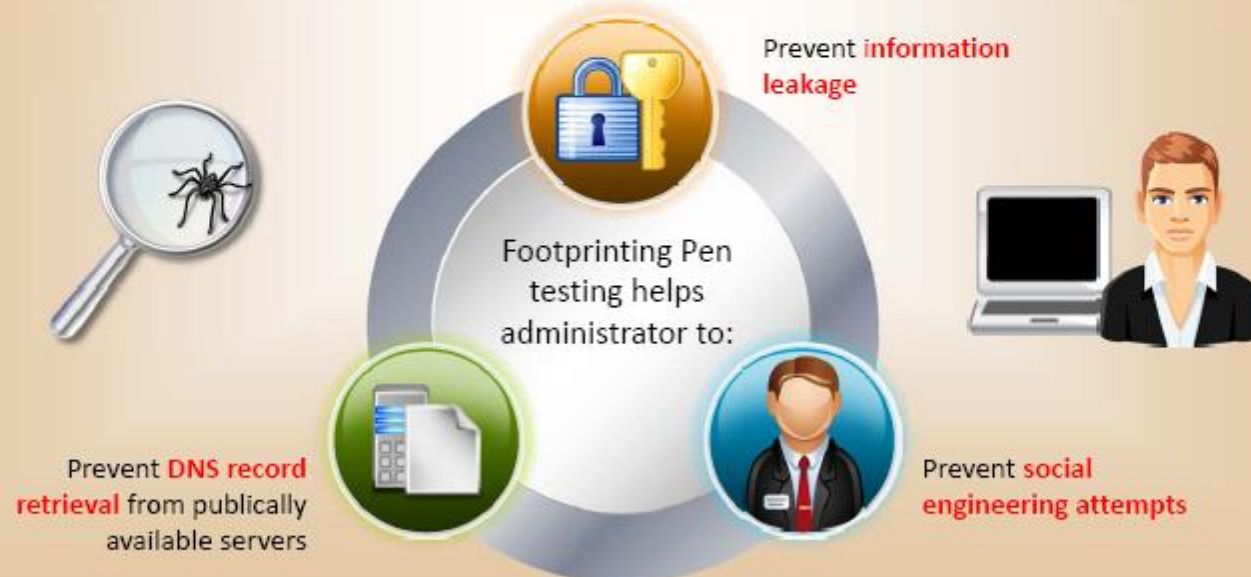 Prevent information
leakage
Footprinting Pen
testing helps
administrator to:
Prevent DNS record
retrieval from publically
available servers
Prevent social
engineering attempts